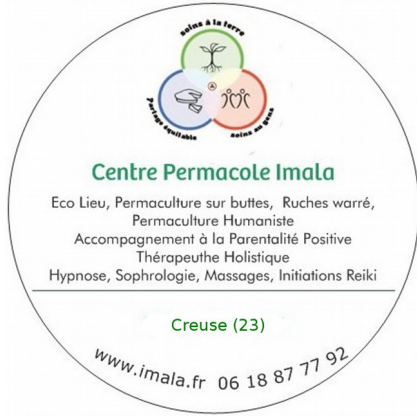 soins à la terre
Partage équitable
soins au gens
Centre Permacole Imala
Eco Lieu, Permaculture sur buttes, Ruches warré,
Permaculture Humaniste
Accompagnement à la Parentalité Positive
Thérapeuthe Holistique
Hypnose, Sophrologie, Massages, Initiations Reiki
Creuse (23)
www.imala.fr 06 18 87 77 92